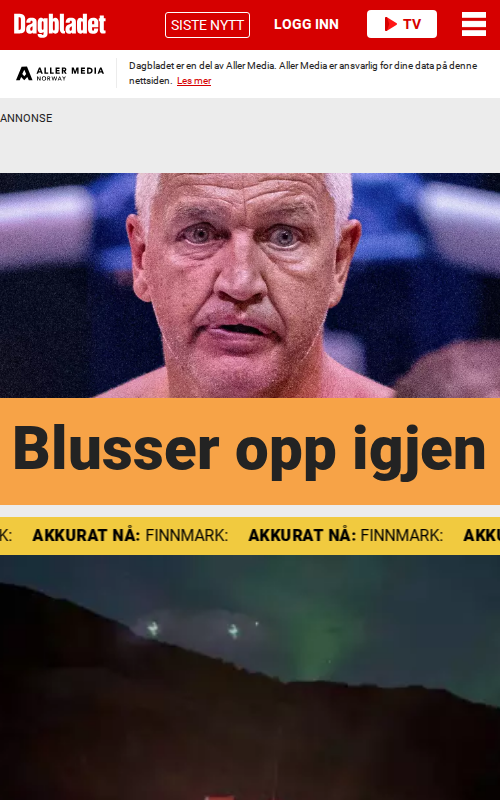 Dagbladet
SISTE NYTT
LOGG INN
TV
ALLER MEDIA
NORWAY
Dagbladet er en del av Aller Media. Aller Media er ansvarlig for dine data på denne
nettsiden. Les mer
ANNONSE
Blusser opp igjen
K: AKKURAT NÅ: FINNMARK: AKKURAT NÅ: FINNMARK: AKKU